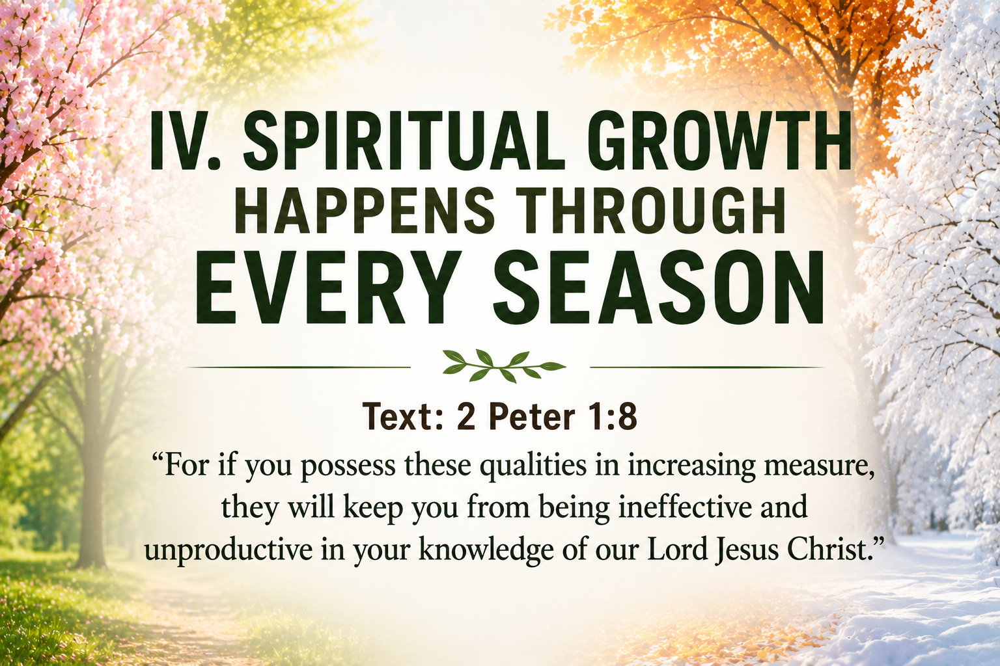 IV. SPIRITUAL GROWTH
HAPPENS THROUGH
EVERY SEASON
Text: 2 Peter 1:8
“For if you possess these qualities in increasing measure,
they will keep you from being ineffective and
unproductive in your knowledge of our Lord Jesus Christ.”